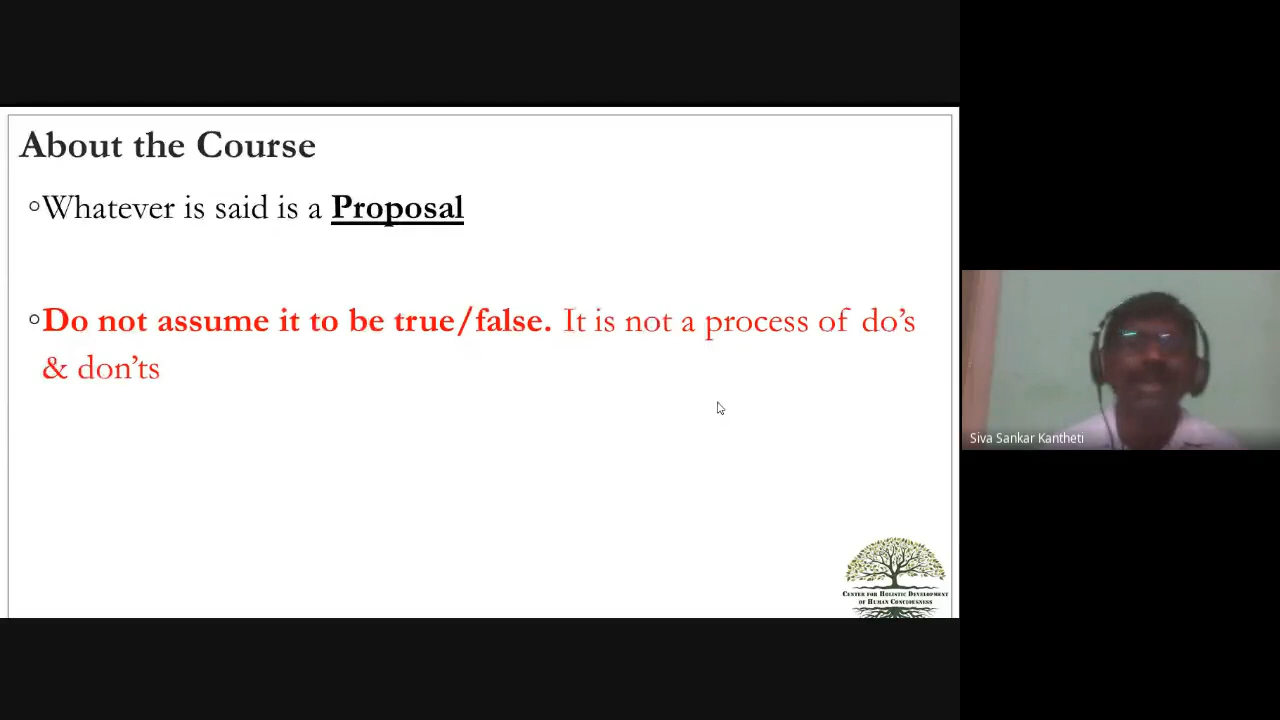 About the Course
◦Whatever is said is a Proposal
◦Do not assume it to be true/false. It is not a process of do’s
& don’ts
Siva Sankar Kantheti
Center for Holistic Development
of Human Conciousness